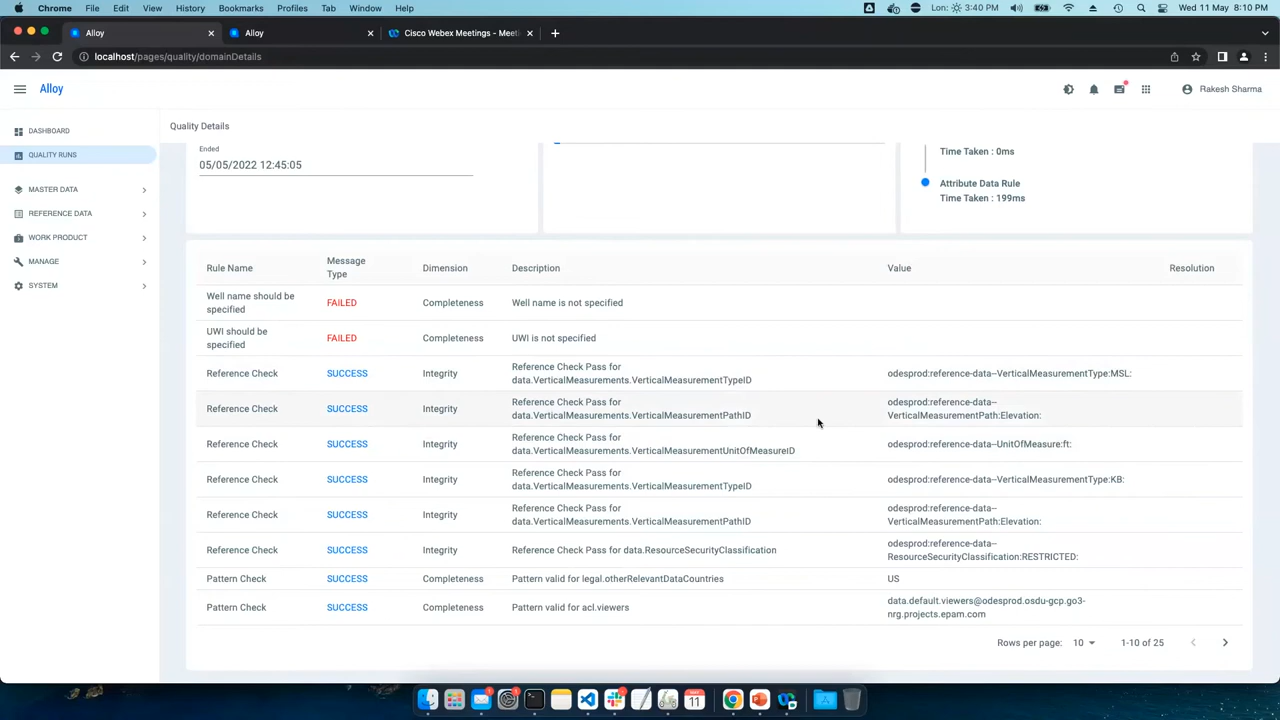 Chrome File Edit View History Bookmarks Profiles Tab Window Help Lon: 3:40 PM Wed 11 May 8:10 PM
Alloy Alloy Cisco Webex Meetings - Meeti
localhost/pages/quality/domainDetails
Alloy Rakesh Sharma
Quality Details
DASHBOARD
QUALITY RUNS
MASTER DATA
REFERENCE DATA
WORK PRODUCT
MANAGE
SYSTEM
Ended
05/05/2022 12:45:05
Time Taken : 0ms
Attribute Data Rule
Time Taken : 199ms
Rule Name Message Type Dimension Description Value Resolution
Well name should be specified FAILED Completeness Well name is not specified
UWI should be specified FAILED Completeness UWI is not specified
Reference Check SUCCESS Integrity Reference Check Pass for data.VerticalMeasurements.VerticalMeasurementTypeID odesprod:reference-data--VerticalMeasurementType:MSL:
Reference Check SUCCESS Integrity Reference Check Pass for data.VerticalMeasurements.VerticalMeasurementPathID odesprod:reference-data--VerticalMeasurementPath:Elevation:
Reference Check SUCCESS Integrity Reference Check Pass for data.VerticalMeasurements.VerticalMeasurementUnitOfMeasureID odesprod:reference-data--UnitOfMeasure:ft:
Reference Check SUCCESS Integrity Reference Check Pass for data.VerticalMeasurements.VerticalMeasurementTypeID odesprod:reference-data--VerticalMeasurementType:KB:
Reference Check SUCCESS Integrity Reference Check Pass for data.VerticalMeasurements.VerticalMeasurementPathID odesprod:reference-data--VerticalMeasurementPath:Elevation:
Reference Check SUCCESS Integrity Reference Check Pass for data.ResourceSecurityClassification odesprod:reference-data--ResourceSecurityClassification:RESTRICTED:
Pattern Check SUCCESS Completeness Pattern valid for legal.otherRelevantDataCountries US
Pattern Check SUCCESS Completeness Pattern valid for acl.viewers data.default.viewers@odesprod.osdu-gcp.go3-nrg.projects.epam.com
Rows per page: 10 1-10 of 25
11